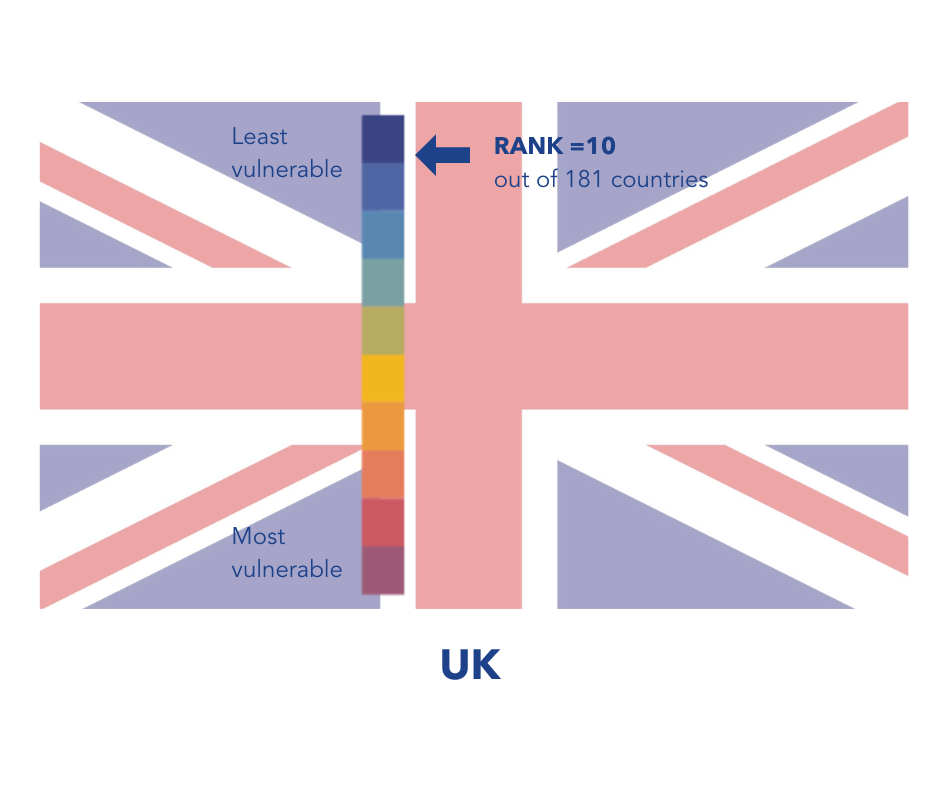 Least
vulnerable
RANK =10
out of 181 countries
Most
vulnerable
UK